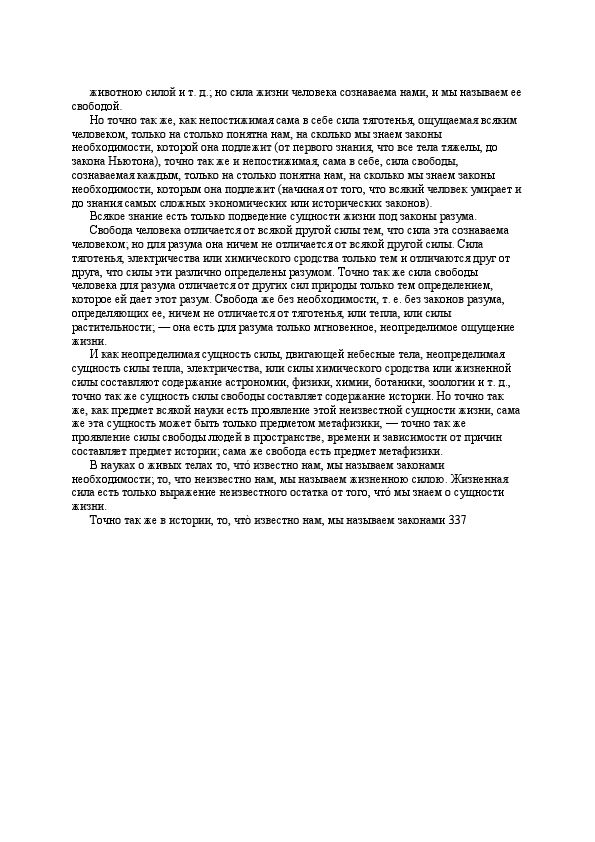 животною силой и т. д.; но сила жизни человека сознаваема нами, и мы называем ее
свободой.
Но точно так же, как непостижимая сама в себе сила тяготенья, ощущаемая всяким
человеком, только на столько понятна нам, на сколько мы знаем законы
необходимости, которой она подлежит (от первого знания, что все тела тяжелы, до
закона Ньютона), точно так же и непостижимая, сама в себе, сила свободы,
сознаваемая каждым, только на столько понятна нам, на сколько мы знаем законы
необходимости, которым она подлежит (начиная от того, что всякий человек умирает и
до знания самых сложных экономических или исторических законов).
Всякое знание есть только подведение сущности жизни под законы разума.
Свобода человека отличается от всякой другой силы тем, что сила эта сознаваема
человеком; но для разума она ничем не отличается от всякой другой силы. Сила
тяготенья, электричества или химического сродства только тем и отличаются друг от
друга, что силы эти различно определены разумом. Точно так же сила свободы
человека для разума отличается от других сил природы только тем определением,
которое ей дает этот разум. Свобода же без необходимости, т. е. без законов разума,
определяющих ее, ничем не отличается от тяготенья, или тепла, или силы
растительности; — она есть для разума только мгновенное, неопределимое ощущение
жизни.
И как неопределимая сущность силы, двигающей небесные тела, неопределимая
сущность силы тепла, электричества, или силы химического сродства или жизненной
силы составляют содержание астрономии, физики, химии, ботаники, зоологии и т. д.,
точно так же сущность силы свободы составляет содержание истории. Но точно так
же, как предмет всякой науки есть проявление этой неизвестной сущности жизни, сама
же эта сущность может быть только предметом метафизики, — точно так же
проявление силы свободы людей в пространстве, времени и зависимости от причин
составляет предмет истории; сама же свобода есть предмет метафизики.
В науках о живых телах то, что́ известно нам, мы называем законами
необходимости; то, что неизвестно нам, мы называем жизненною силою. Жизненная
сила есть только выражение неизвестного остатка от того, что́ мы знаем о сущности
жизни.
Точно так же в истории, то, что̀ известно нам, мы называем законами 337